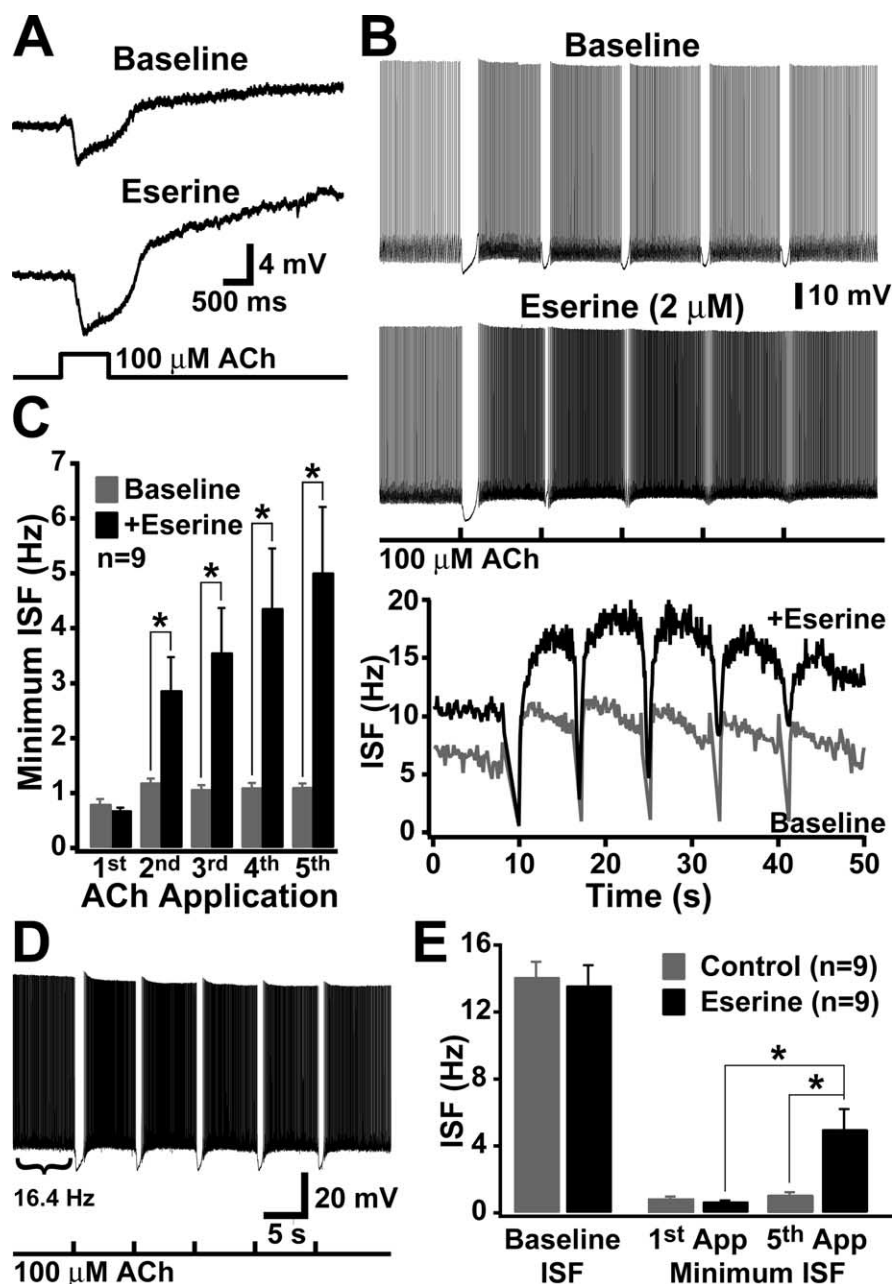 A
Baseline
Eserine
4 mV
500 ms
100 μM ACh
B
Baseline
10 mV
Eserine (2 μM)
100 μM ACh
20
15
10
5
0
ISF (Hz)
+Eserine
Baseline
0 10 20 30 40 50
Time (s)
C
7
6
5
4
3
2
1
0
Minimum ISF (Hz)
Baseline
+Eserine
n=9
* * * *
1st 2nd 3rd 4th 5th
ACh Application
D
16.4 Hz
20 mV
5 s
100 μM ACh
E
16
12
8
4
0
ISF (Hz)
Control (n=9)
Eserine (n=9)
*
*
Baseline ISF
1st App 5th App
Minimum ISF